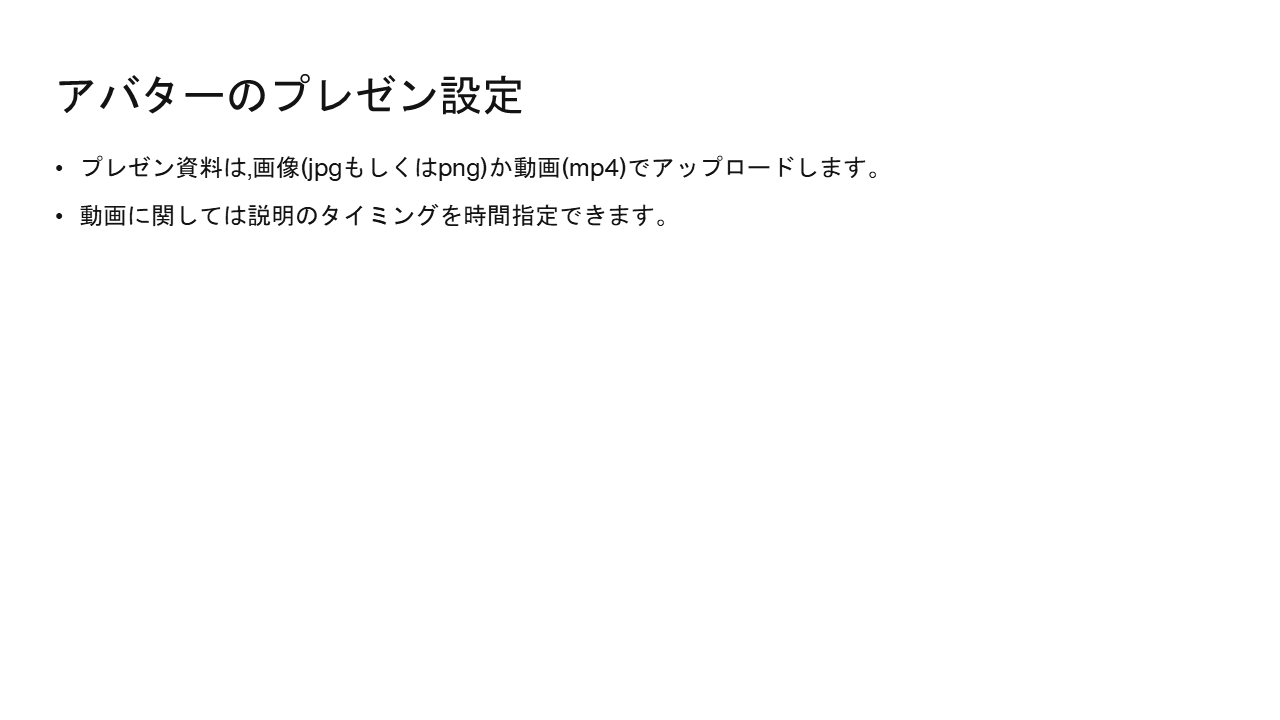 アバターのプレゼン設定
• プレゼン資料は,画像(jpgもしくはpng)か動画(mp4)でアップロードします。
• 動画に関しては説明のタイミングを時間指定できます。